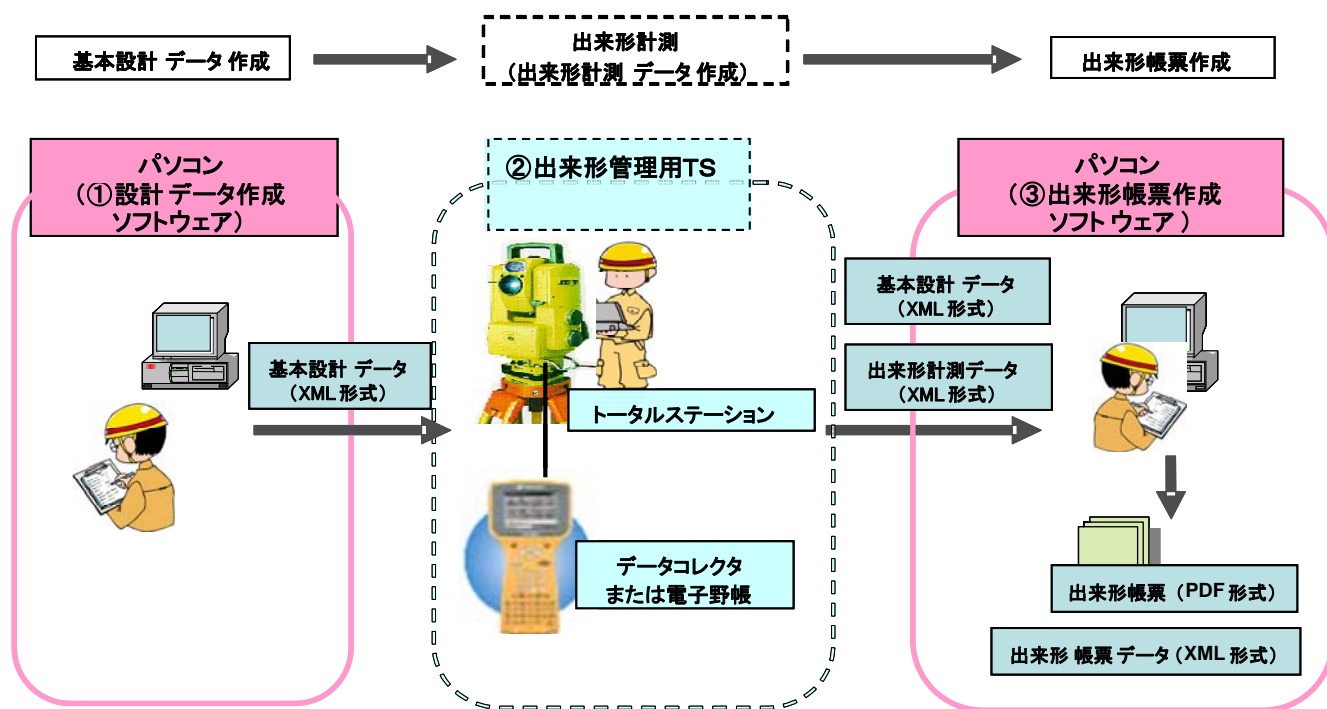 基本設計 データ 作成
出来形計測
(出来形計測 データ 作成)
出来形帳票作成
パソコン
(①設計 データ作成
ソフトウェア)
②出来形管理用TS
パソコン
(③出来形帳票作成
ソフト ウェア)
基本設計 データ
(XML 形式)
トータルステーション
データコレクタ
または電子野帳
基本設計 データ
(XML 形式)
出来形計測データ
(XML 形式)
出来形帳票 (PDF 形式)
出来形 帳票 データ (XML 形式)